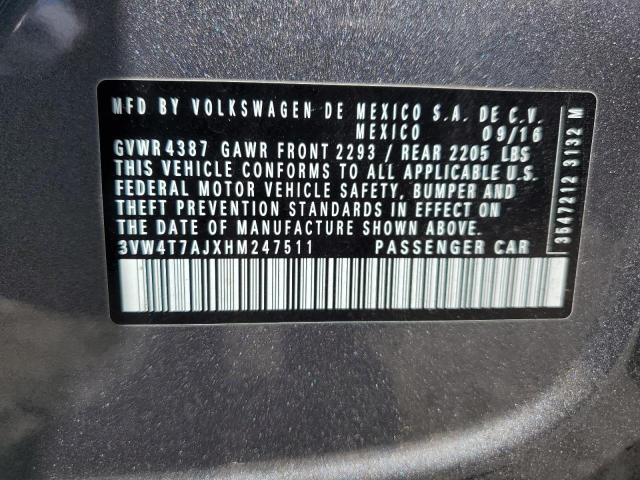 MFD BY VOLKSWAGEN DE MEXICO S.A. DE C.V.
MEXICO 09/16
GVWR 4387 GAWR FRONT 2293 / REAR 2205 LBS
THIS VEHICLE CONFORMS TO ALL APPLICABLE U.S.
FEDERAL MOTOR VEHICLE SAFETY, BUMPER AND
THEFT PREVENTION STANDARDS IN EFFECT ON THE
DATE OF MANUFACTURE SHOWN ABOVE.
3VW4T7AJXHM247511 PASSENGER CAR
3547212 3132 M